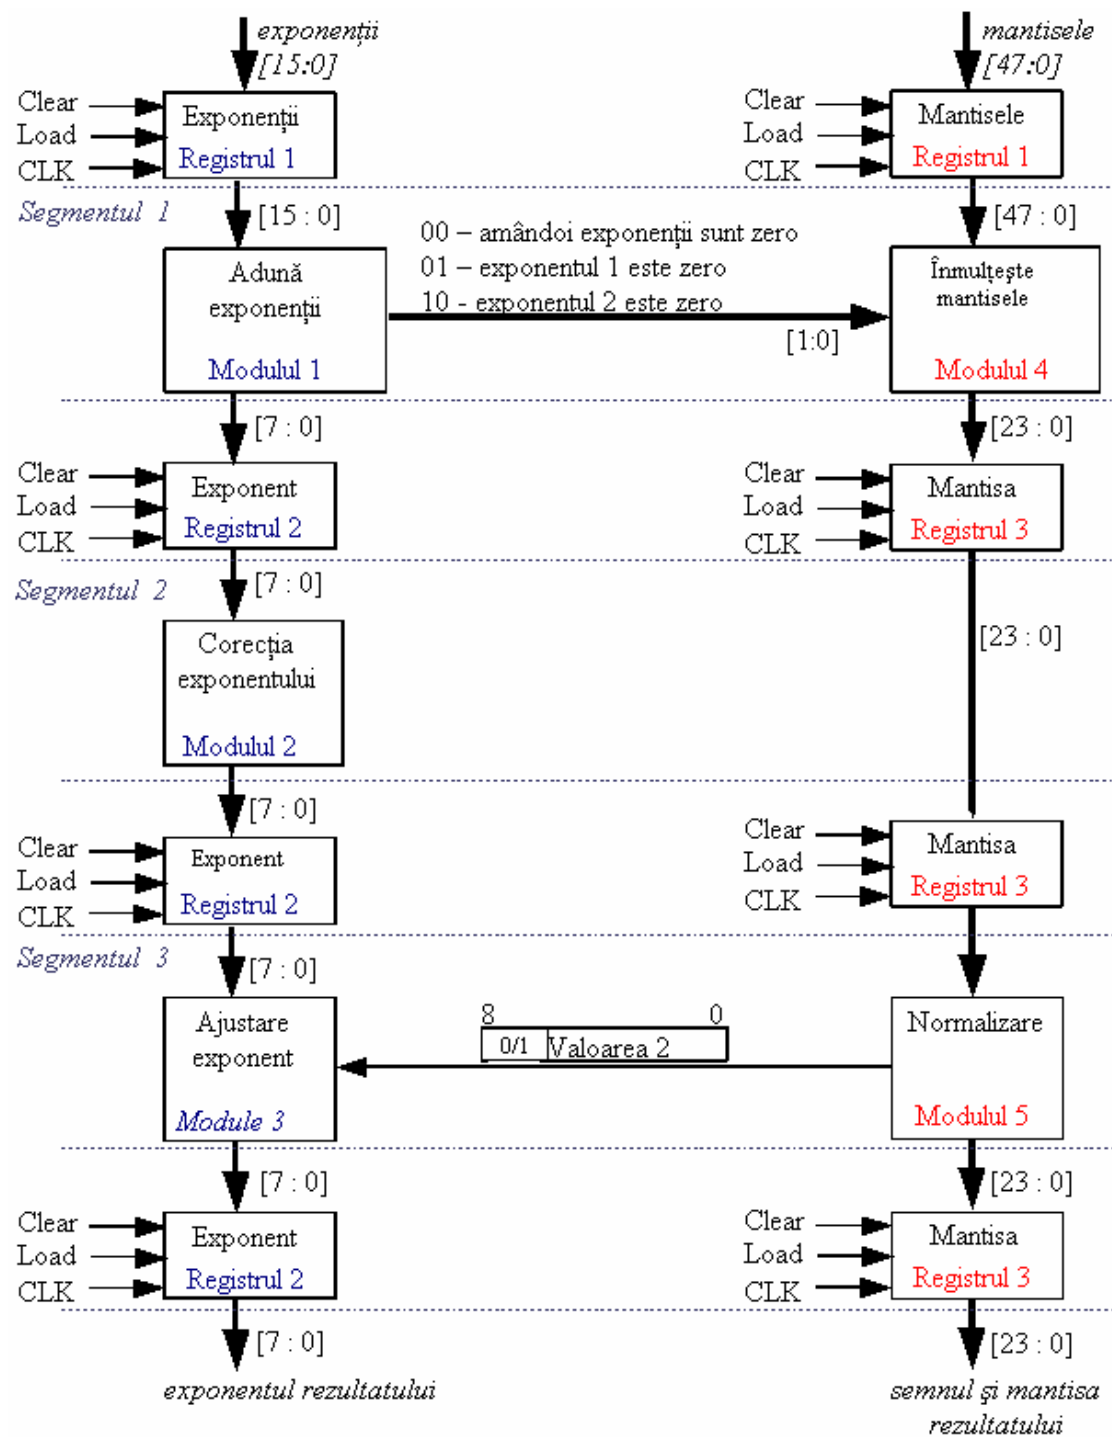 exponenții
[15:0]
mantisele
[47:0]
Clear
Load
CLK
Exponenții
Registrul 1
Clear
Load
CLK
Mantisele
Registrul 1
Segmentul 1
[15 : 0]
[47 : 0]
Adună
exponenții
Modulul 1
00 – amândoi exponenții sunt zero
01 – exponentul 1 este zero
10 - exponentul 2 este zero
[1:0]
Înmulțește
mantisele
Modulul 4
[7 : 0]
[23 : 0]
Clear
Load
CLK
Exponent
Registrul 2
Clear
Load
CLK
Mantisa
Registrul 3
Segmentul 2
[7 : 0]
[23 : 0]
Corecția
exponentului
Modulul 2
[7 : 0]
Clear
Load
CLK
Exponent
Registrul 2
Clear
Load
CLK
Mantisa
Registrul 3
Segmentul 3
[7 : 0]
Ajustare
exponent
Module 3
8 0
0/1 Valoarea 2
Normalizare
Modulul 5
[7 : 0]
[23 : 0]
Clear
Load
CLK
Exponent
Registrul 2
Clear
Load
CLK
Mantisa
Registrul 3
[7 : 0]
[23 : 0]
exponentul rezultatului
semnul și mantisa
rezultatului